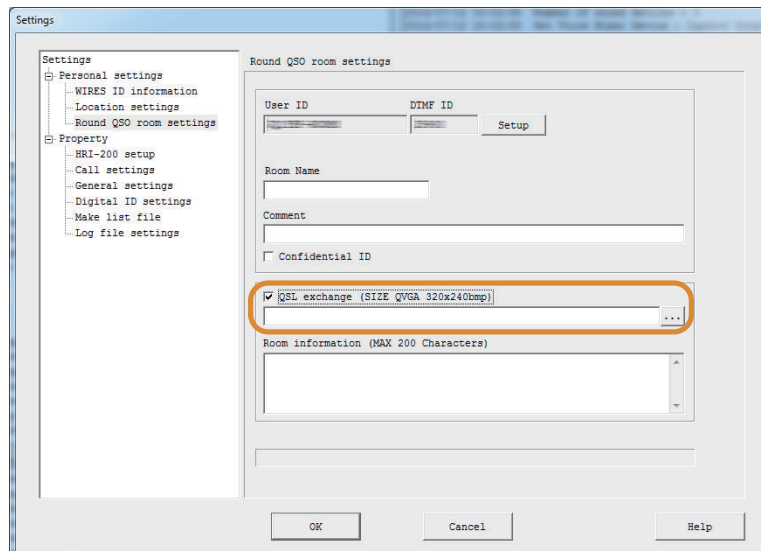 Settings
Settings
Personal settings
WIRES ID information
Location settings
Round QSO room settings
Property
HRI-200 setup
Call settings
General settings
Digital ID settings
Make list file
Log file settings
Round QSO room settings
User ID DTMF ID
Setup
Room Name
Comment
Confidential ID
QSL exchange (SIZE QVGA 320x240bmp)
...
Room information (MAX 200 Characters)
OK Cancel Help